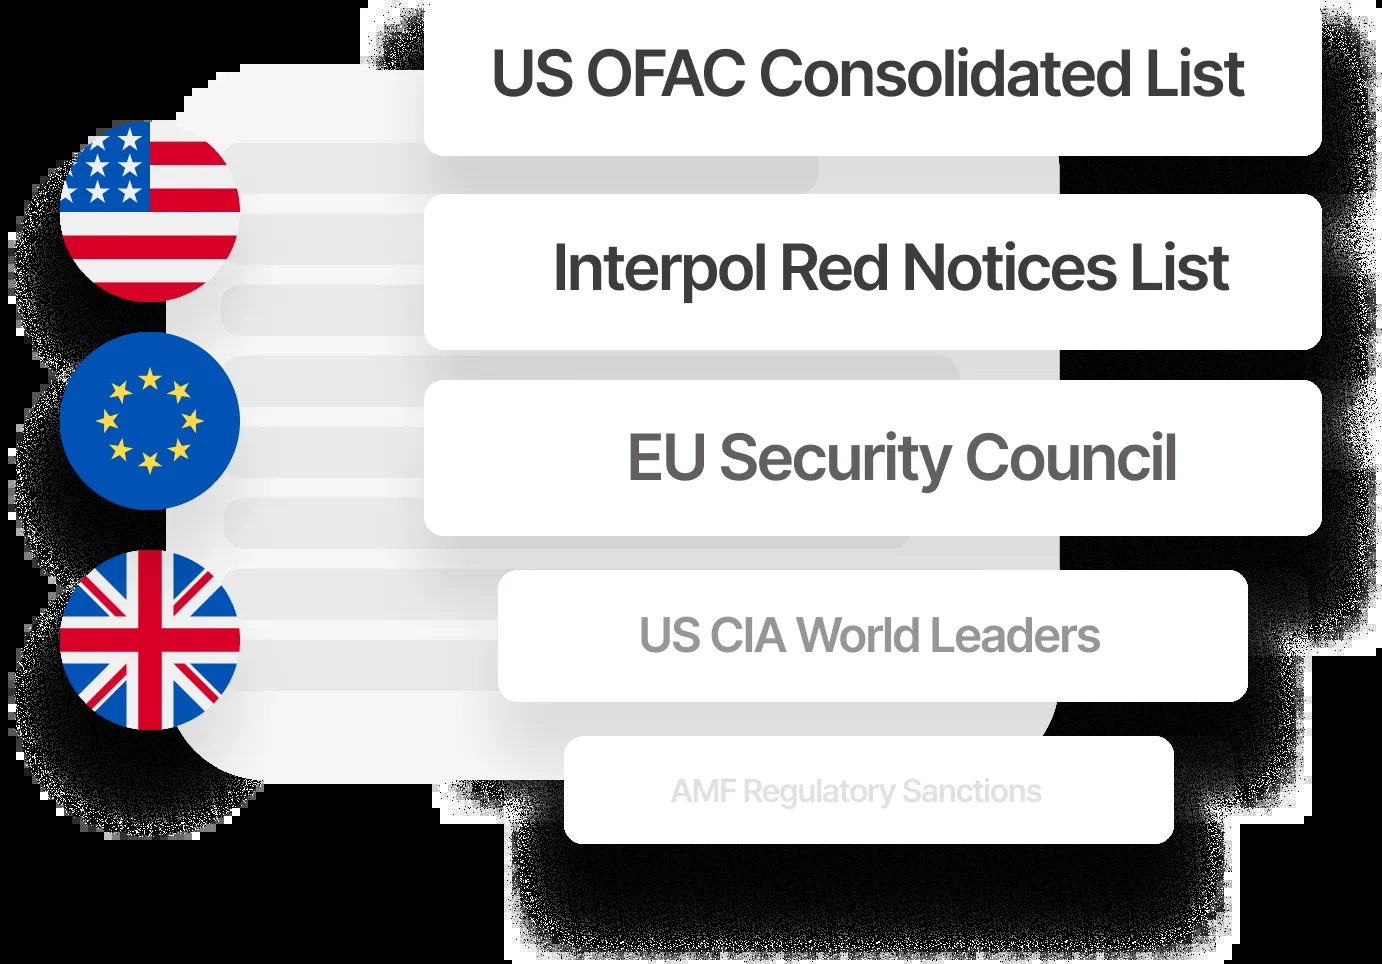 US OFAC Consolidated List
Interpol Red Notices List
EU Security Council
US CIA World Leaders
AMF Regulatory Sanctions